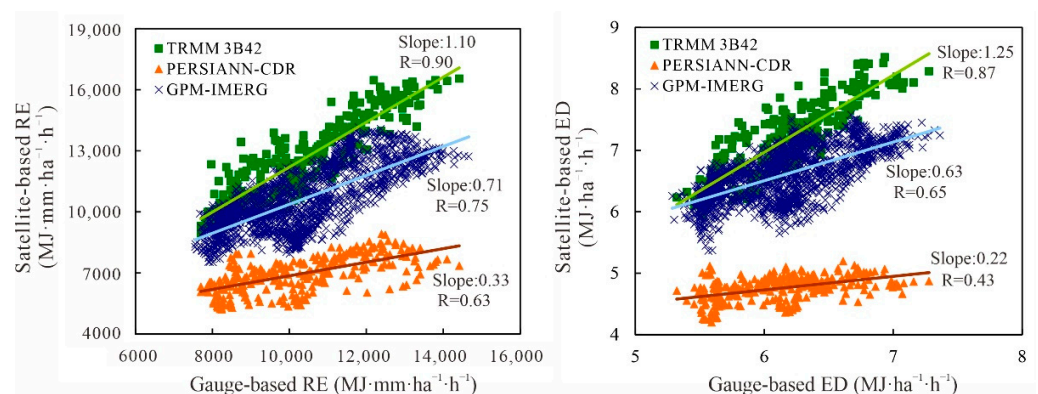 19,000
16,000
13,000
10,000
7000
4000
Satellite-based RE
(MJ·mm·ha⁻¹·h⁻¹)
TRMM 3B42
PERSIANN-CDR
GPM-IMERG
Slope:1.10
R=0.90
Slope:0.71
R=0.75
Slope:0.33
R=0.63
6000 8000 10,000 12,000 14,000 16,000
Gauge-based RE (MJ·mm·ha⁻¹·h⁻¹)
9
8
7
6
5
4
Satellite-based ED
(MJ·ha⁻¹·h⁻¹)
TRMM 3B42
PERSIANN-CDR
GPM-IMERG
Slope:1.25
R=0.87
Slope:0.63
R=0.65
Slope:0.22
R=0.43
5 6 7 8
Gauge-based ED (MJ·ha⁻¹·h⁻¹)